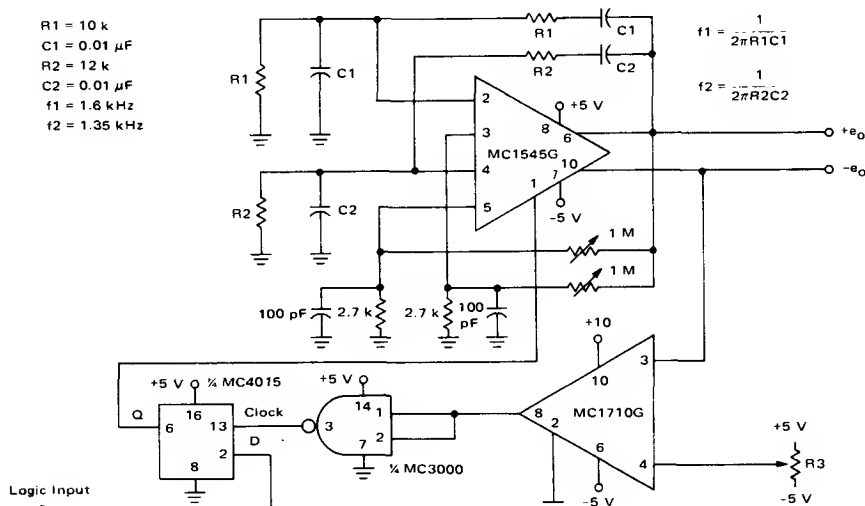 R1 = 10 k
C1 = 0.01 µF
R2 = 12 k
C2 = 0.01 µF
f1 = 1.6 kHz
f2 = 1.35 kHz
R1
C1
R2
C2
f1 = 1 / 2πR1C1
f2 = 1 / 2πR2C2
R1
C1
R2
C2
2
3
4
5
1
8
6
10
7
MC1545G
+5 V
-5 V
+e₀
-e₀
1 M
1 M
100 pF
2.7 k
2.7 k
100 pF
+10
10
3
MC1710G
8
2
6
4
-5 V
+5 V
R3
-5 V
+5 V
¼ MC4015
Q
6
16
13
2
8
Clock
D
+5 V
14
3
1
2
7
¼ MC3000
Logic Input